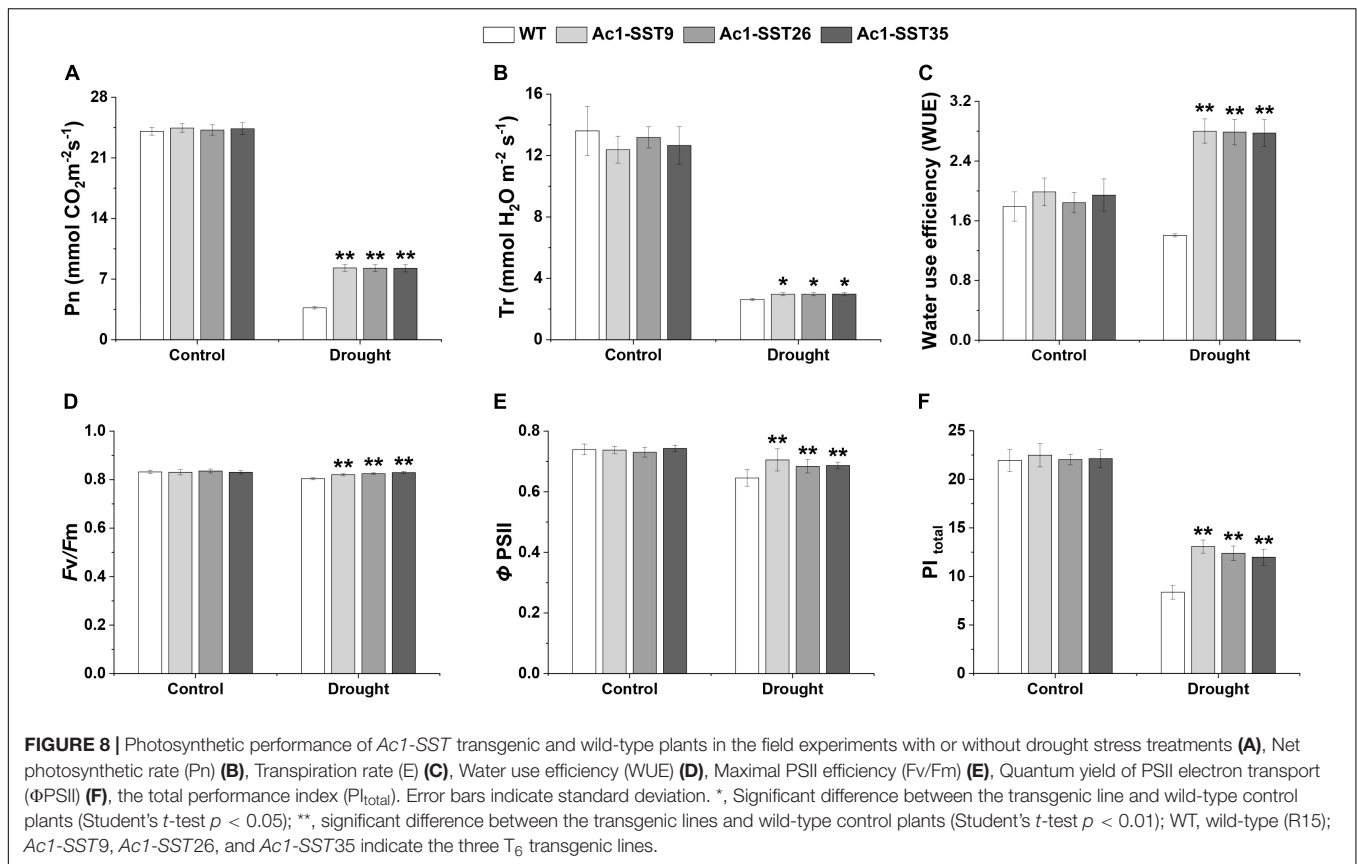 WT Ac1-SST9 Ac1-SST26 Ac1-SST35
A
Pn (mmol CO₂m⁻²s⁻¹)
28
21
14
7
0
** ** **
Control Drought
B
Tr (mmol H₂O m⁻² s⁻¹)
16
12
8
4
0
* * *
Control Drought
C
Water use efficiency (WUE)
3.2
2.4
1.6
0.8
0.0
** ** **
Control Drought
D
Fv/Fm
1.0
0.8
0.6
0.4
0.2
0.0
** ** **
Control Drought
E
Φ PSII
0.8
0.6
0.4
0.2
0.0
** ** **
Control Drought
F
PI total
25
20
15
10
5
0
** ** **
Control Drought
FIGURE 8 | Photosynthetic performance of Ac1-SST transgenic and wild-type plants in the field experiments with or without drought stress treatments (A), Net
photosynthetic rate (Pn) (B), Transpiration rate (E) (C), Water use efficiency (WUE) (D), Maximal PSII efficiency (Fv/Fm) (E), Quantum yield of PSII electron transport
(ΦPSII) (F), the total performance index (PItotal). Error bars indicate standard deviation. *, Significant difference between the transgenic line and wild-type control
plants (Student's t-test p < 0.05); **, significant difference between the transgenic lines and wild-type control plants (Student's t-test p < 0.01); WT, wild-type (R15);
Ac1-SST9, Ac1-SST26, and Ac1-SST35 indicate the three T₆ transgenic lines.